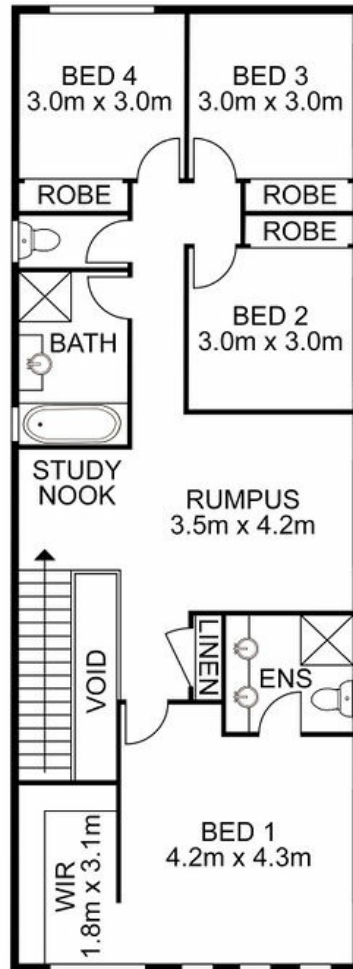 BED 4
3.0m x 3.0m
BED 3
3.0m x 3.0m
ROBE
ROBE
ROBE
BATH
BED 2
3.0m x 3.0m
STUDY
NOOK
RUMPUS
3.5m x 4.2m
VOID
LINEN
ENS
BED 1
4.2m x 4.3m
WIR
1.8m x 3.1m